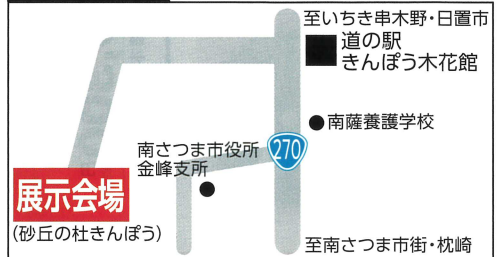 至いちき串木野・日置市
道の駅
きんぽう木花館
南薩養護学校
270
南さつま市役所
金峰支所
展示会場
(砂丘の杜きんぽう)
至南さつま市街・枕崎